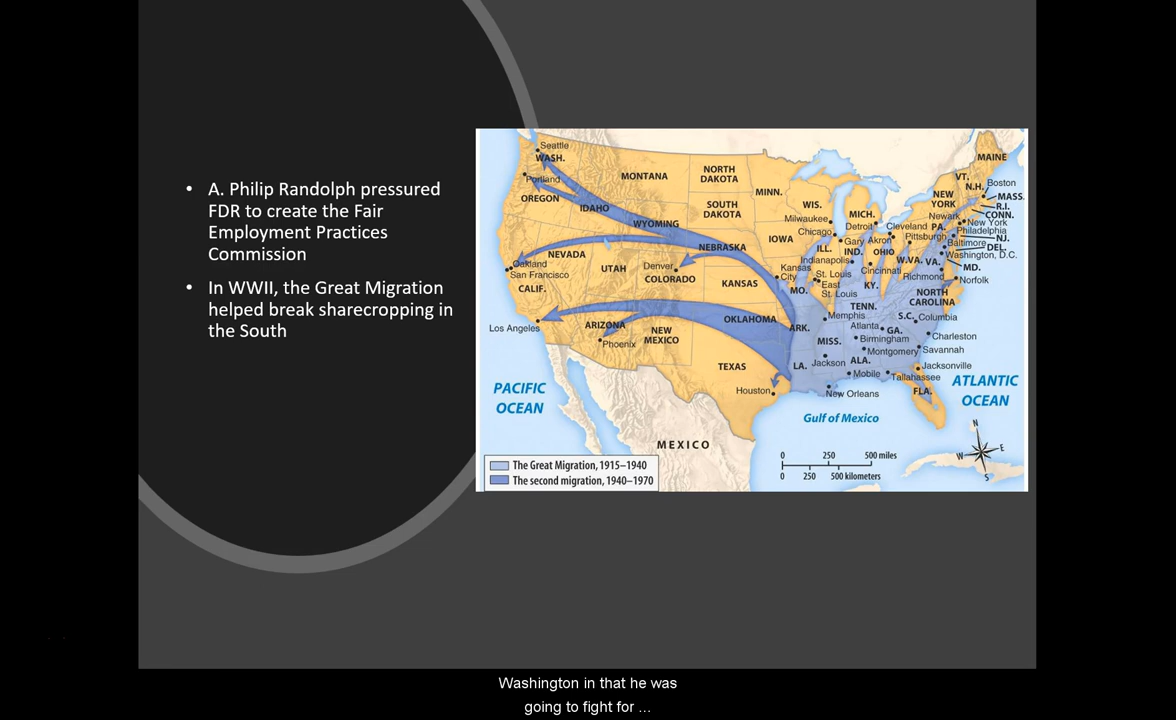 • A. Philip Randolph pressured
FDR to create the Fair
Employment Practices
Commission
• In WWII, the Great Migration
helped break sharecropping in
the South
Seattle
WASH.
Portland
OREGON
IDAHO
MONTANA
NORTH
DAKOTA
SOUTH
DAKOTA
MINN.
WIS.
MICH.
MAINE
VT.
N.H.
Boston
MASS.
R.I.
CONN.
NEW
YORK
Newark
New York
PA.
Philadelphia
NJ.
Baltimore
DEL.
Washington, D.C.
MD.
Milwaukee
Chicago
Detroit
Cleveland
Gary
Akron
Pittsburgh
WYOMING
NEBRASKA
IOWA
ILL.
IND.
OHIO
W.VA.
VA.
Indianapolis
Cincinnati
Richmond
Norfolk
NEVADA
UTAH
Denver
COLORADO
KANSAS
Kansas
City
MO.
St. Louis
East
St. Louis
KY.
NORTH
CAROLINA
Oakland
San Francisco
CALIF.
Los Angeles
ARIZONA
Phoenix
NEW
MEXICO
OKLAHOMA
ARK.
TENN.
Memphis
S.C.
Columbia
Atlanta
GA.
Charleston
Birmingham
MISS.
Montgomery
Savannah
TEXAS
LA.
Jackson
ALA.
Jacksonville
Mobile
Tallahassee
Houston
New Orleans
FLA.
PACIFIC
OCEAN
ATLANTIC
OCEAN
Gulf of Mexico
MEXICO
N
W
E
S
0 250 500 miles
0 250 500 kilometers
The Great Migration, 1915–1940
The second migration, 1940–1970
Washington in that he was
going to fight for ...